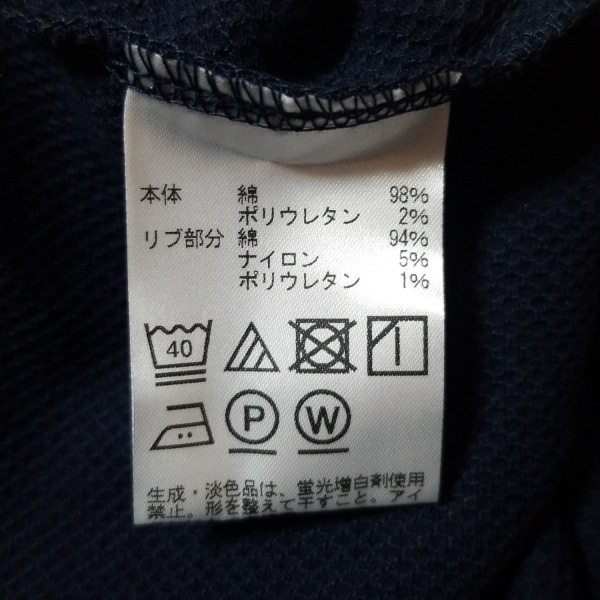 本体 綿 98%
ポリウレタン 2%
リブ部分 綿 94%
ナイロン 5%
ポリウレタン 1%
40
P W
生成・淡色品は、蛍光増白剤使用
禁止。形を整えて干すこと。アイ